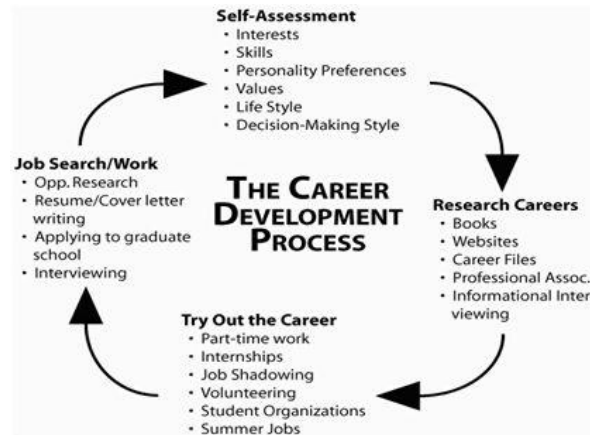 Self-Assessment
• Interests
• Skills
• Personality Preferences
• Values
• Life Style
• Decision-Making Style
Job Search/Work
• Opp. Research
• Resume/Cover letter
writing
• Applying to graduate
school
• Interviewing
THE CAREER
DEVELOPMENT
PROCESS
Research Careers
• Books
• Websites
• Career Files
• Professional Assoc.
• Informational Inter
viewing
Try Out the Career
• Part-time work
• Internships
• Job Shadowing
• Volunteering
• Student Organizations
• Summer Jobs